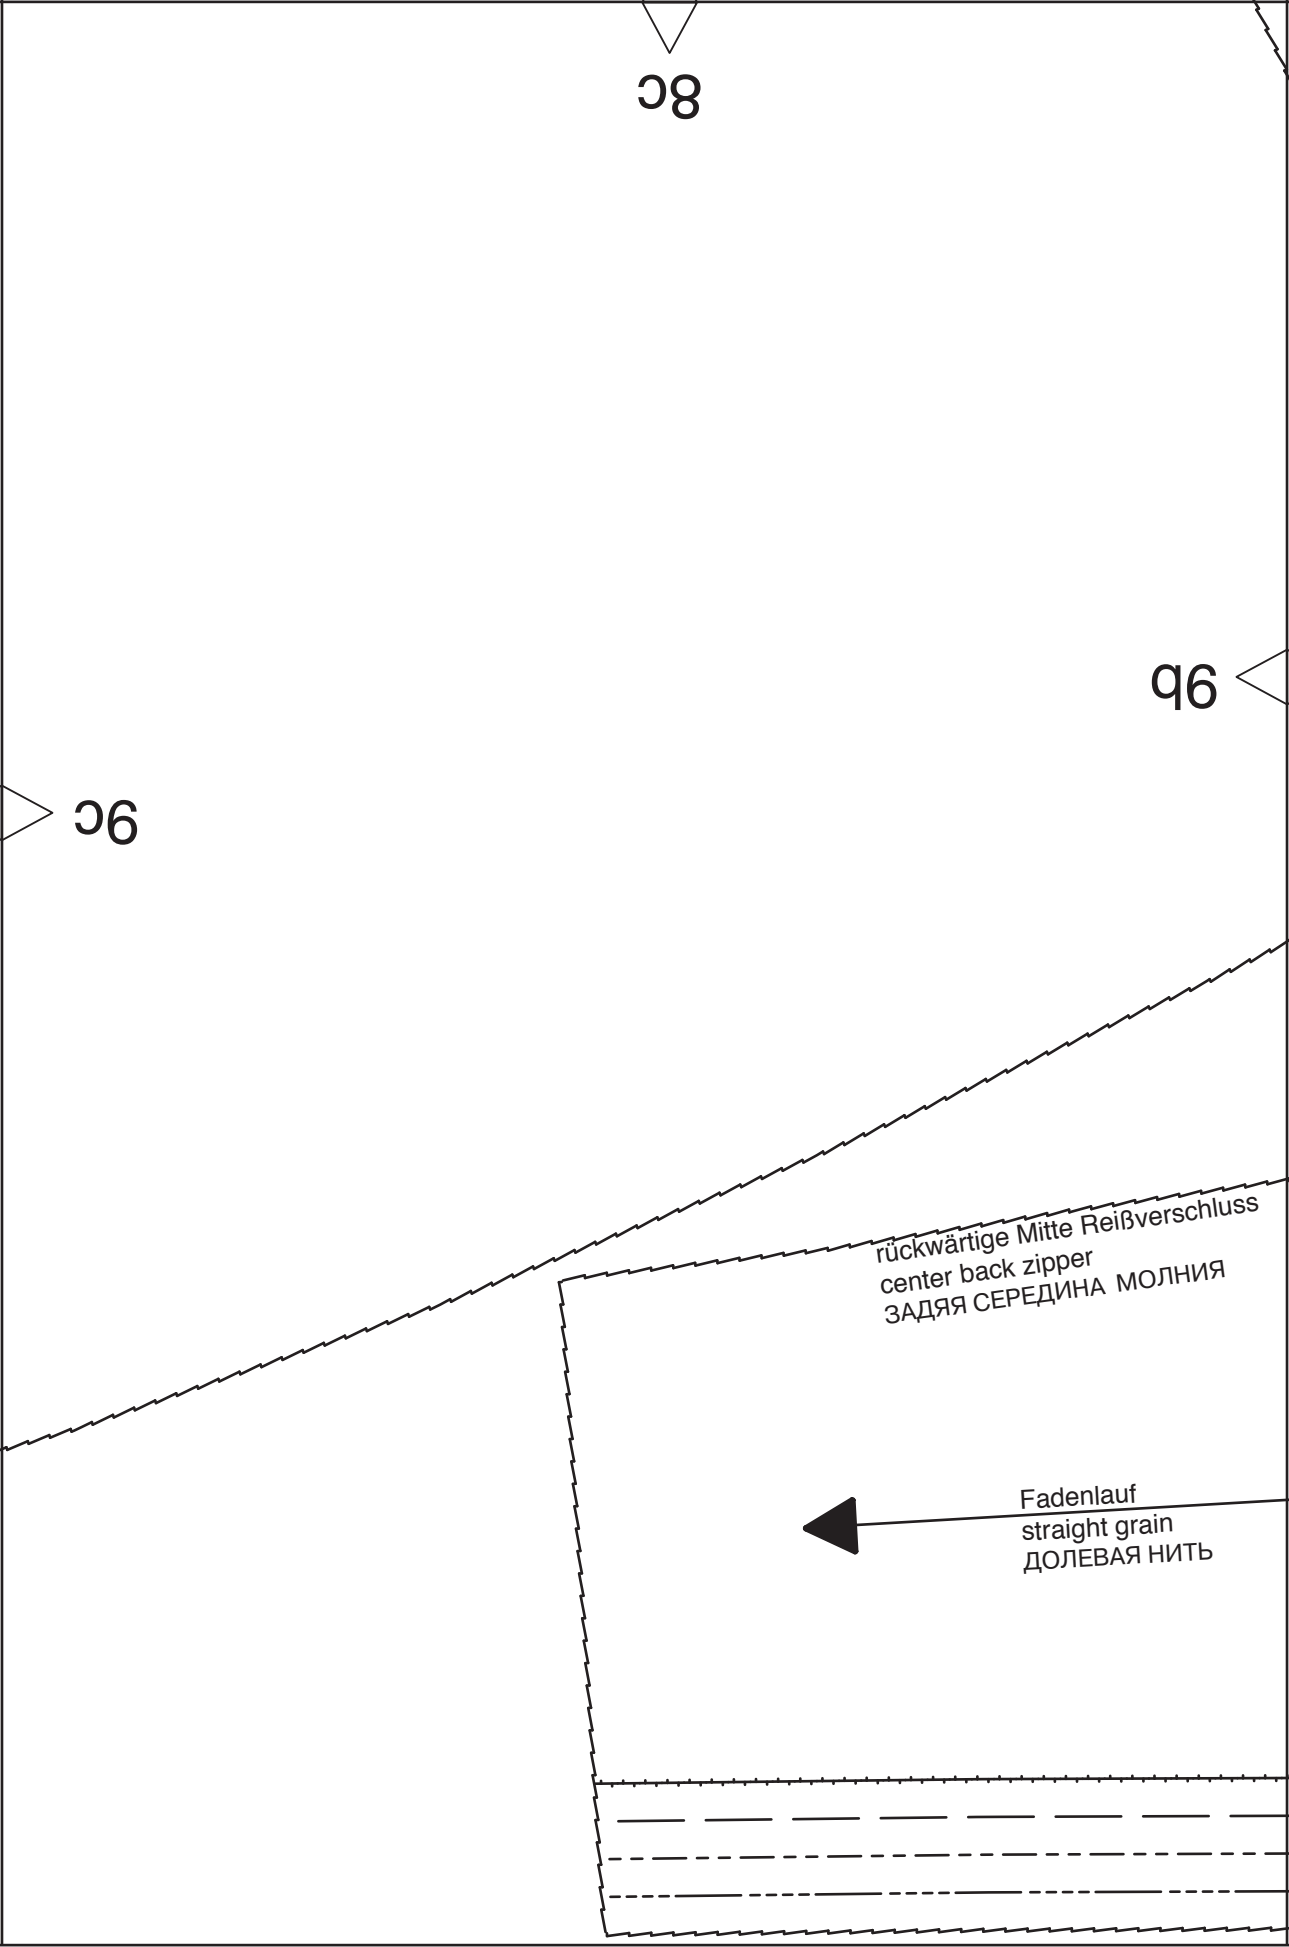 8c
9b
9c
rückwärtige Mitte Reißverschluss
center back zipper
ЗАДЯЯ СЕРЕДИНА МОЛНИЯ
Fadenlauf
straight grain
ДОЛЕВАЯ НИТЬ